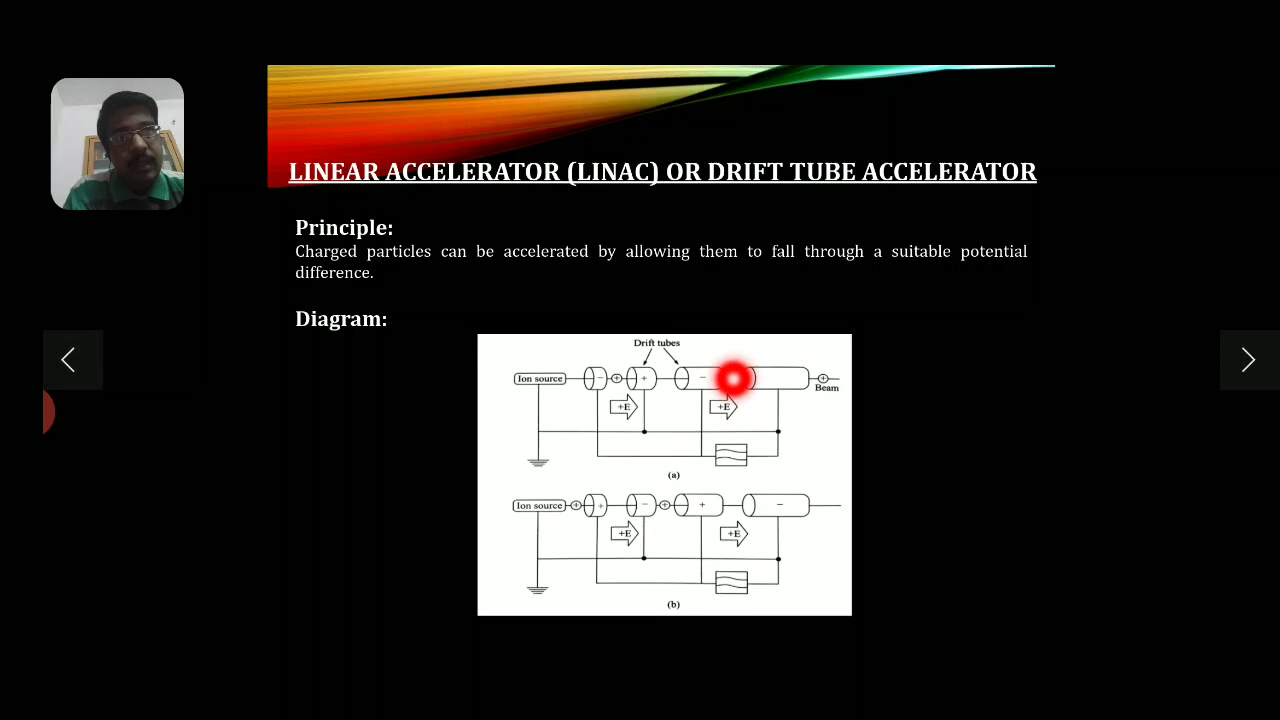 LINEAR ACCELERATOR (LINAC) OR DRIFT TUBE ACCELERATOR
Principle:
Charged particles can be accelerated by allowing them to fall through a suitable potential
difference.
Diagram:
Drift tubes
Ion source − + + − + Beam
+E +E
(a)
Ion source + + − + + −
+E +E
(b)